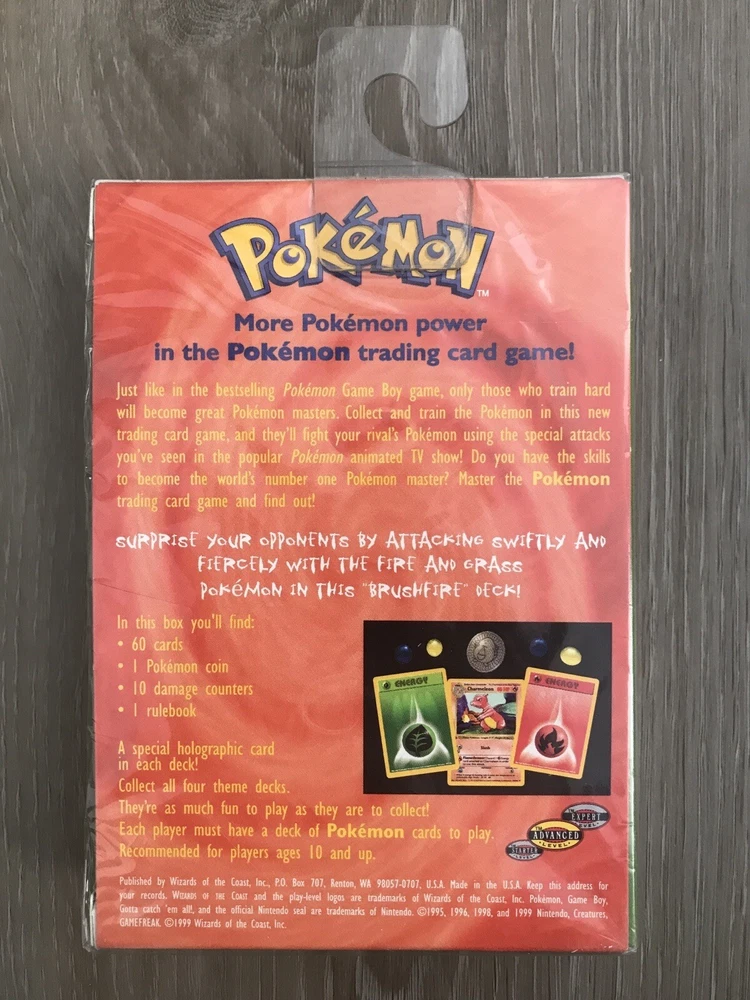 POKéMON™
More Pokémon power
in the Pokémon trading card game!
Just like in the bestselling Pokémon Game Boy game, only those who train hard
will become great Pokémon masters. Collect and train the Pokémon in this new
trading card game, and they'll fight your rival's Pokémon using the special attacks
you've seen in the popular Pokémon animated TV show! Do you have the skills
to become the world's number one Pokémon master? Master the Pokémon
trading card game and find out!
SURPRISE YOUR OPPONENTS BY ATTACKING SWIFTLY AND
FIERCELY WITH THE FIRE AND GRASS
POKéMON IN THIS "BRUSHFIRE" DECK!
In this box you'll find:
• 60 cards
• 1 Pokémon coin
• 10 damage counters
• 1 rulebook
ENERGY
Charmeleon
Slash
ENERGY
A special holographic card
in each deck!
Collect all four theme decks.
They're as much fun to play as they are to collect!
Each player must have a deck of Pokémon cards to play.
Recommended for players ages 10 and up.
The EXPERT LEVEL
The ADVANCED LEVEL
The STARTER LEVEL
Published by Wizards of the Coast, Inc., P.O. Box 707, Renton, WA 98057-0707, U.S.A. Made in the U.S.A. Keep this address for
your records. WIZARDS OF THE COAST and the play-level logos are trademarks of Wizards of the Coast, Inc. Pokémon, Game Boy,
Gotta catch 'em all!, and the official Nintendo seal are trademarks of Nintendo. ©1995, 1996, 1998, and 1999 Nintendo, Creatures,
GAMEFREAK. ©1999 Wizards of the Coast, Inc.